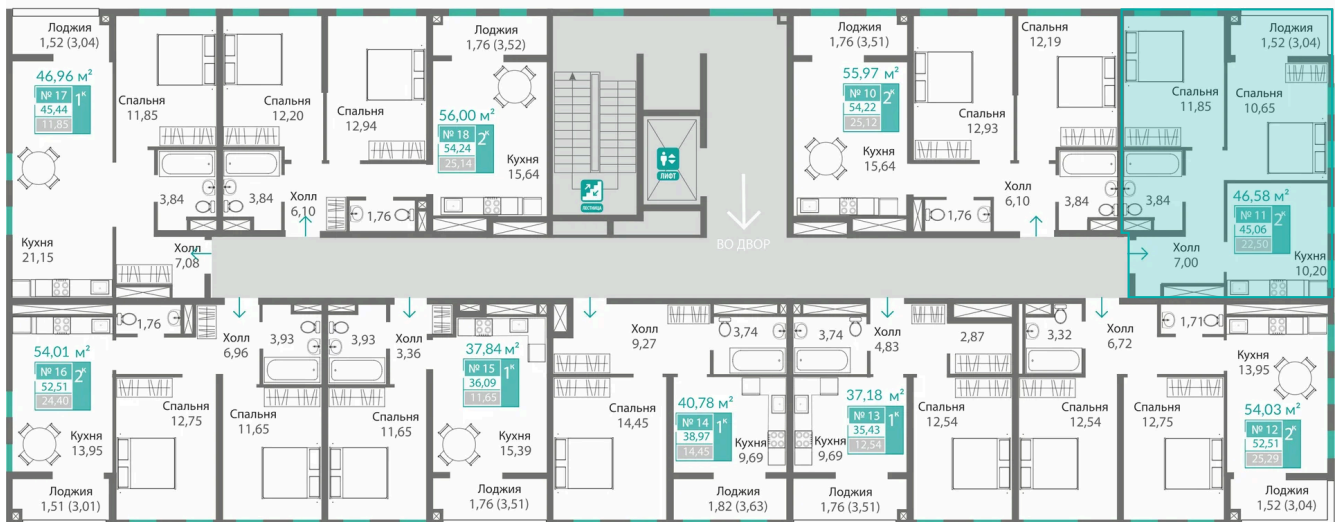 Лоджия
1,52 (3,04)
46,96 м²
№ 17
45,44
11,85
1к
Спальня
11,85
3,84
Кухня
21,15
Холл
7,08
Спальня
12,20
Спальня
12,94
3,84
Холл
6,10
1,76
Лоджия
1,76 (3,52)
56,00 м²
№ 18
54,24
25,14
2к
Кухня
15,64
ЛЕСТНИЦА
ЛИФТ
ВО ДВОР
Лоджия
1,76 (3,51)
55,97 м²
№ 10
54,22
25,12
2к
Кухня
15,64
Спальня
12,93
Спальня
12,19
1,76
Холл
6,10
3,84
Спальня
11,85
Лоджия
1,52 (3,04)
Спальня
10,65
3,84
46,58 м²
№ 11
45,06
22,50
2к
Холл
7,00
Кухня
10,20
54,01 м²
№ 16
52,51
24,40
2к
1,76
Холл
6,96
3,93
Спальня
12,75
Спальня
11,65
Кухня
13,95
Лоджия
1,51 (3,01)
3,93
Холл
3,36
37,84 м²
№ 15
36,09
11,65
1к
Спальня
11,65
Кухня
15,39
Лоджия
1,76 (3,51)
Холл
9,27
3,74
Спальня
14,45
40,78 м²
№ 14
38,97
14,45
1к
Кухня
9,69
Лоджия
1,82 (3,63)
3,74
Холл
4,83
2,87
37,18 м²
№ 13
35,43
12,54
1к
Кухня
9,69
Спальня
12,54
Лоджия
1,76 (3,51)
3,32
Холл
6,72
1,71
Кухня
13,95
Спальня
12,54
Спальня
12,75
54,03 м²
№ 12
52,51
25,29
2к
Лоджия
1,52 (3,04)